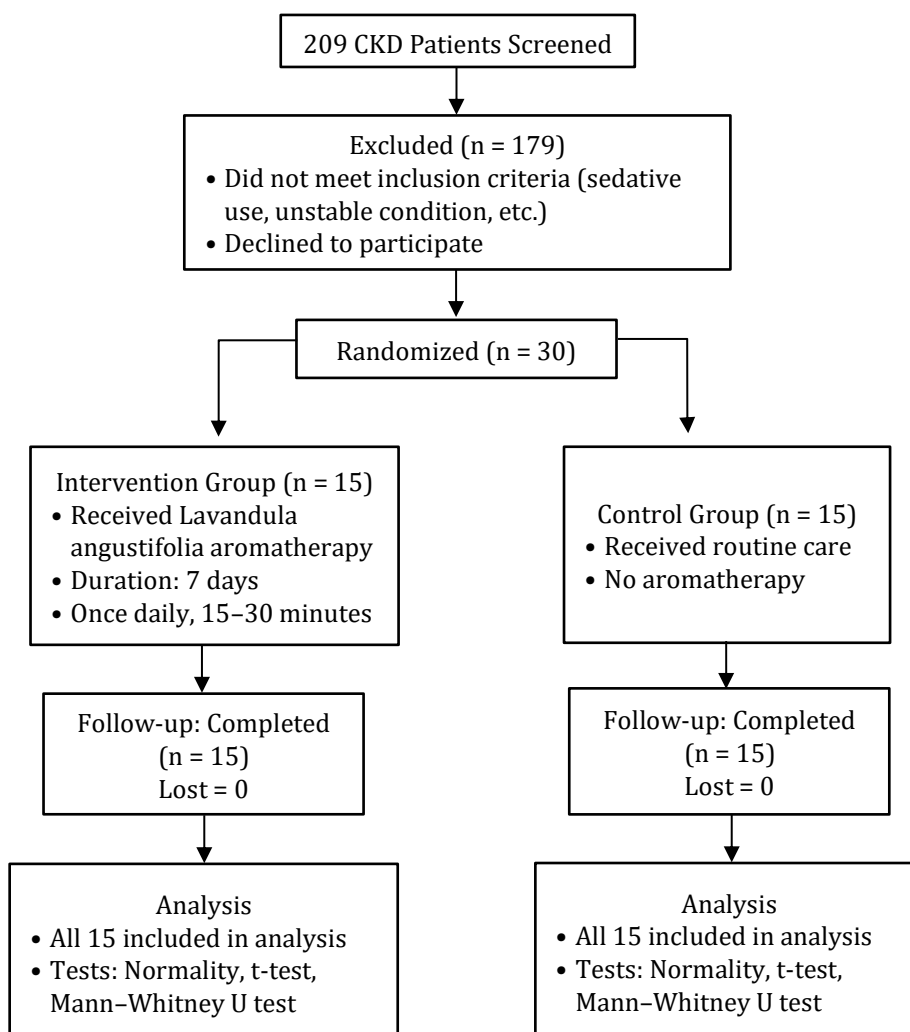 209 CKD Patients Screened
Excluded (n = 179)
• Did not meet inclusion criteria (sedative
use, unstable condition, etc.)
• Declined to participate
Randomized (n = 30)
Intervention Group (n = 15)
• Received Lavandula
angustifolia aromatherapy
• Duration: 7 days
• Once daily, 15–30 minutes
Control Group (n = 15)
• Received routine care
• No aromatherapy
Follow-up: Completed
(n = 15)
Lost = 0
Follow-up: Completed
(n = 15)
Lost = 0
Analysis
• All 15 included in analysis
• Tests: Normality, t-test,
Mann–Whitney U test
Analysis
• All 15 included in analysis
• Tests: Normality, t-test,
Mann–Whitney U test